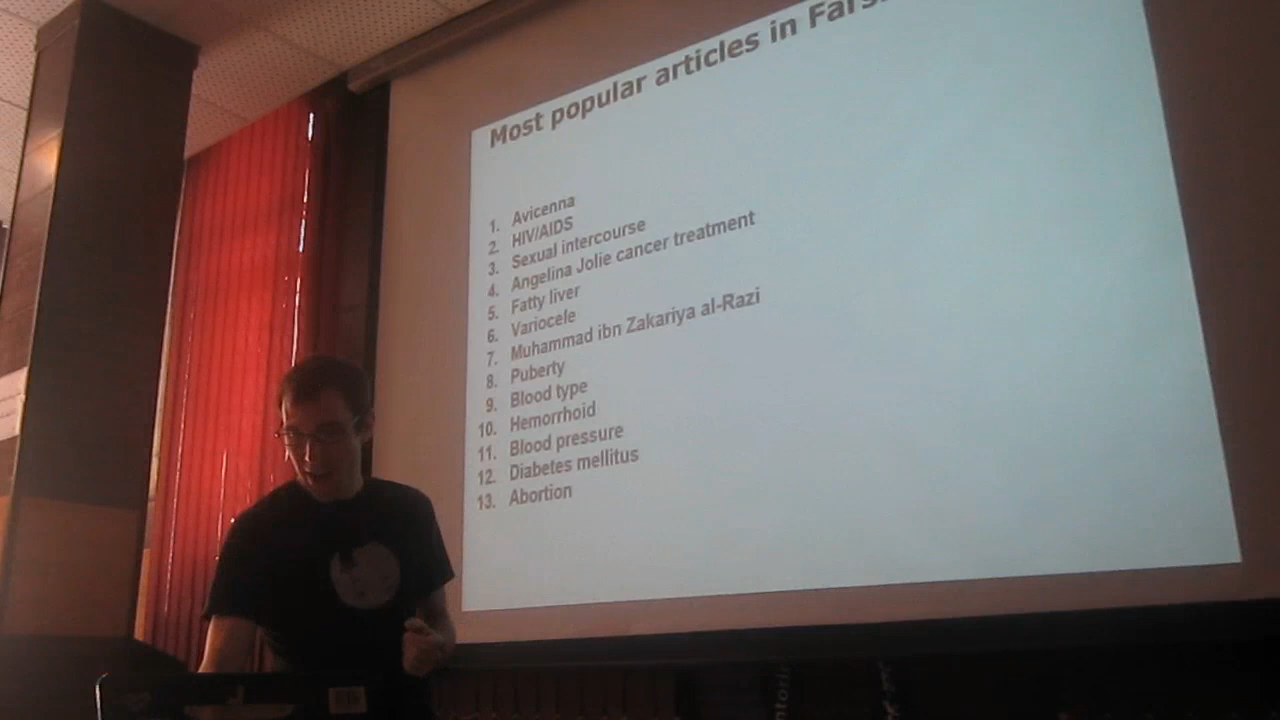 Most popular articles in Fars
1. Avicenna
2. HIV/AIDS
3. Sexual intercourse
4. Angelina Jolie cancer treatment
5. Fatty liver
6. Variocele
7. Muhammad ibn Zakariya al-Razi
8. Puberty
9. Blood type
10. Hemorrhoid
11. Blood pressure
12. Diabetes mellitus
13. Abortion